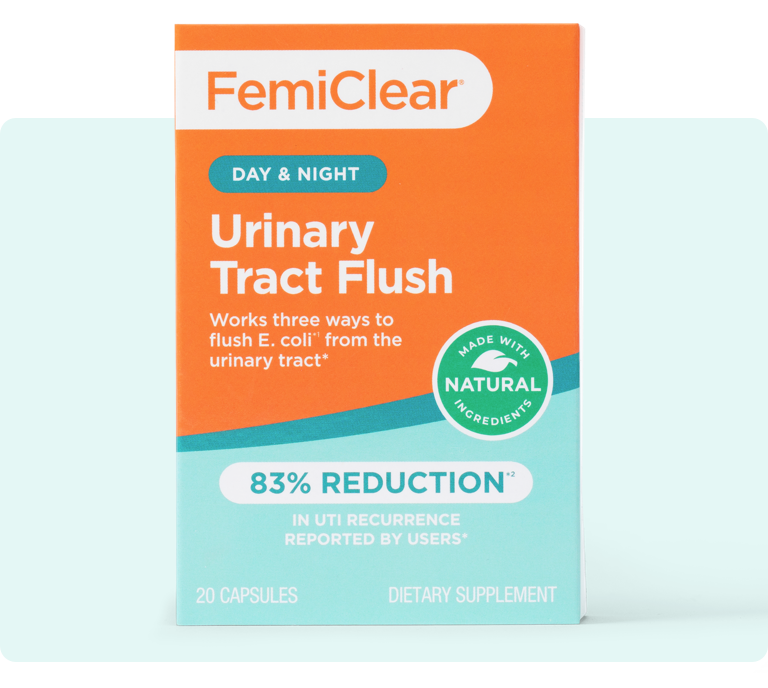 FemiClear®
DAY & NIGHT
Urinary
Tract Flush
Works three ways to
flush E. coli*¹ from the
urinary tract*
MADE WITH
NATURAL
INGREDIENTS
83% REDUCTION*²
IN UTI RECURRENCE
REPORTED BY USERS*
20 CAPSULES
DIETARY SUPPLEMENT